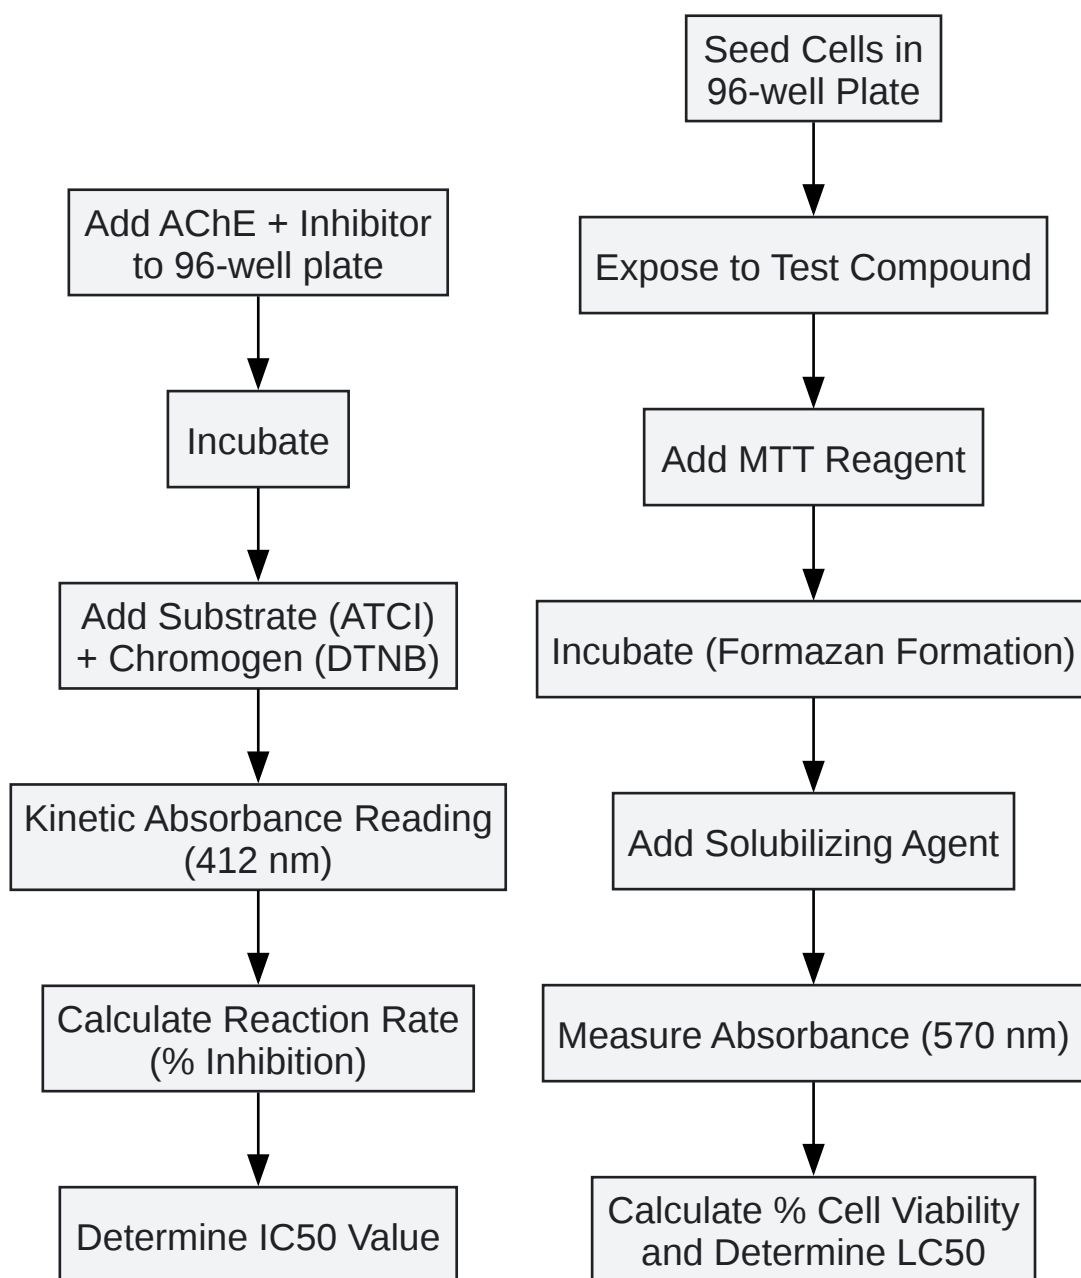 Add AChE + Inhibitor
to 96-well plate
Incubate
Add Substrate (ATCI)
+ Chromogen (DTNB)
Kinetic Absorbance Reading
(412 nm)
Calculate Reaction Rate
(% Inhibition)
Determine IC50 Value
Seed Cells in
96-well Plate
Expose to Test Compound
Add MTT Reagent
Incubate (Formazan Formation)
Add Solubilizing Agent
Measure Absorbance (570 nm)
Calculate % Cell Viability
and Determine LC50